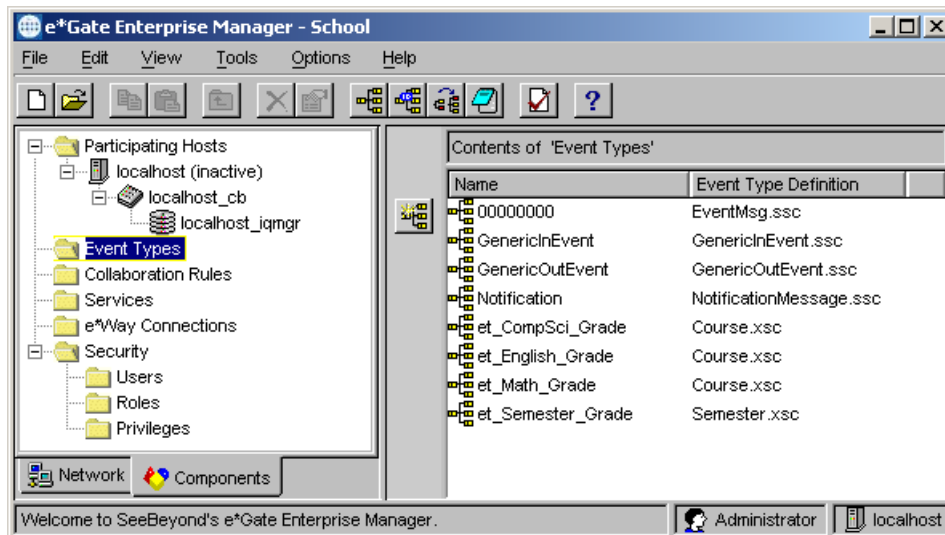 e*Gate Enterprise Manager - School
File Edit View Tools Options Help
?
Participating Hosts
localhost (inactive)
localhost_cb
localhost_iqmgr
Event Types
Collaboration Rules
Services
e*Way Connections
Security
Users
Roles
Privileges
Network Components
Contents of 'Event Types'
Name Event Type Definition
00000000 EventMsg.ssc
GenericInEvent GenericInEvent.ssc
GenericOutEvent GenericOutEvent.ssc
Notification NotificationMessage.ssc
et_CompSci_Grade Course.xsc
et_English_Grade Course.xsc
et_Math_Grade Course.xsc
et_Semester_Grade Semester.xsc
Welcome to SeeBeyond's e*Gate Enterprise Manager. Administrator localhost